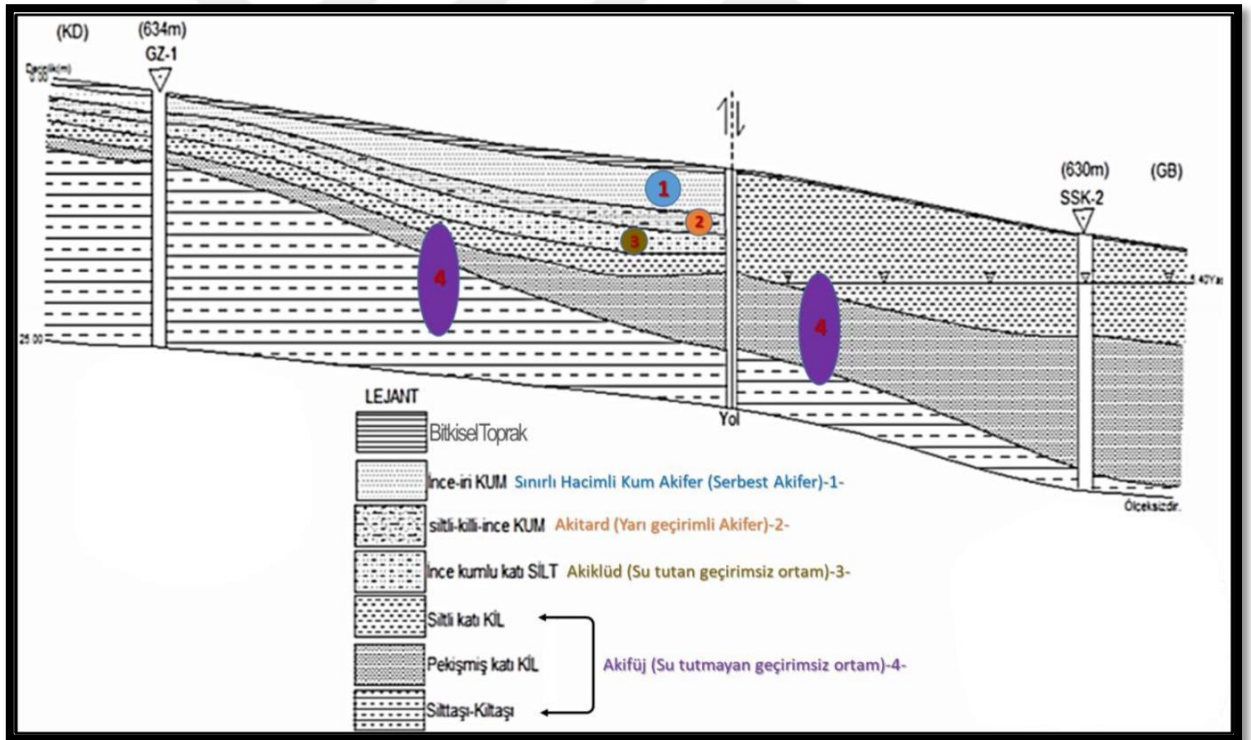 (KD)
(634m)
GZ-1
0.00
1
2
3
4
4
(630m)
(GB)
SSK-2
25.00
Yol
Ölçeksizdir.
LEJANT
Bitkisel Toprak
İnce-iri KUM Sınırlı Hacimli Kum Akifer (Serbest Akifer)-1-
siltli-killi-ince KUM Akitard (Yarı geçirimli Akifer)-2-
İnce kumlu katı SİLT Akiklüd (Su tutan geçirimsiz ortam)-3-
Siltli katı KİL
Pekişmiş katı KİL Akifüj (Su tutmayan geçirimsiz ortam)-4-
Silttaşı-Kiltaşı